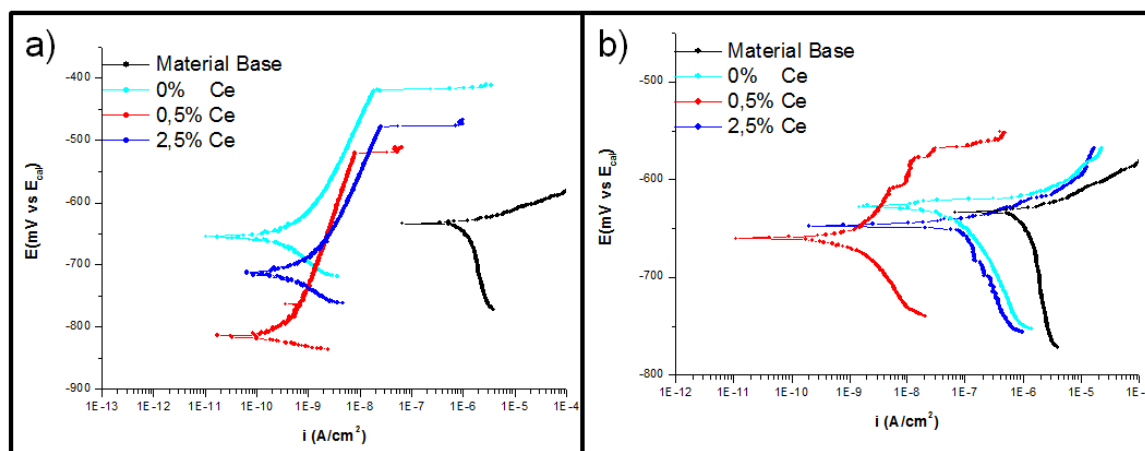 a)
Material Base
0% Ce
0,5% Ce
2,5% Ce
-400
-500
-600
-700
-800
-900
E(mV vs Ecal)
1E-13 1E-12 1E-11 1E-10 1E-9 1E-8 1E-7 1E-6 1E-5 1E-4
i (A/cm²)
b)
Material Base
0% Ce
0,5% Ce
2,5% Ce
-500
-600
-700
-800
E(mV vs Ecal)
1E-12 1E-11 1E-10 1E-9 1E-8 1E-7 1E-6 1E-5 1E-
i (A/cm²)